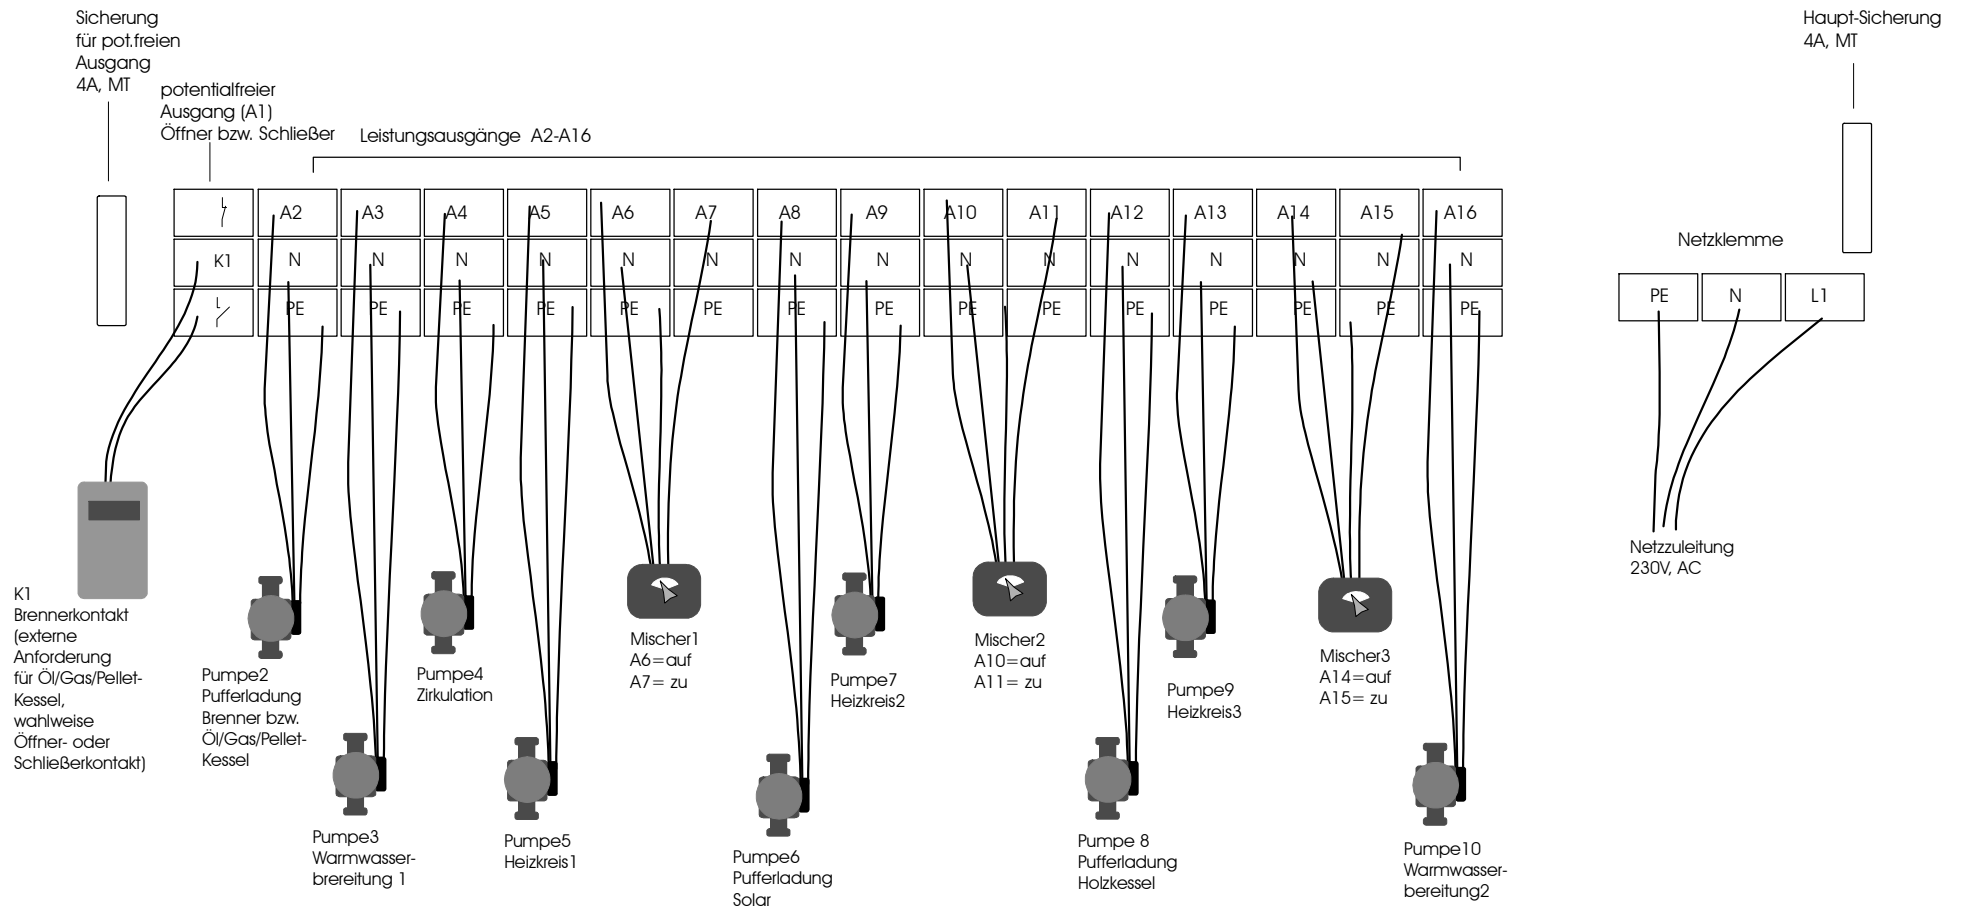 Sicherung
für pot.freien
Ausgang
4A, MT
potentialfreier
Ausgang (A1)
Öffner bzw. Schließer
Leistungsausgänge A2-A16
Haupt-Sicherung
4A, MT
A2 A3 A4 A5 A6 A7 A8 A9 A10 A11 A12 A13 A14 A15 A16
K1 N N N N N N N N N N N N N N N
PE PE PE PE PE PE PE PE PE PE PE PE PE PE PE
Netzklemme
PE N L1
Netzzuleitung
230V, AC
K1
Brennerkontakt
(externe
Anforderung
für Öl/Gas/Pellet-
Kessel,
wahlweise
Öffner- oder
Schließerkontakt)
Pumpe2
Pufferladung
Brenner bzw.
Öl/Gas/Pellet-
Kessel
Pumpe3
Warmwasser-
brereitung 1
Pumpe4
Zirkulation
Pumpe5
Heizkreis1
Mischer1
A6=auf
A7= zu
Pumpe6
Pufferladung
Solar
Pumpe7
Heizkreis2
Mischer2
A10=auf
A11= zu
Pumpe 8
Pufferladung
Holzkessel
Pumpe9
Heizkreis3
Mischer3
A14=auf
A15= zu
Pumpe10
Warmwasser-
bereitung2